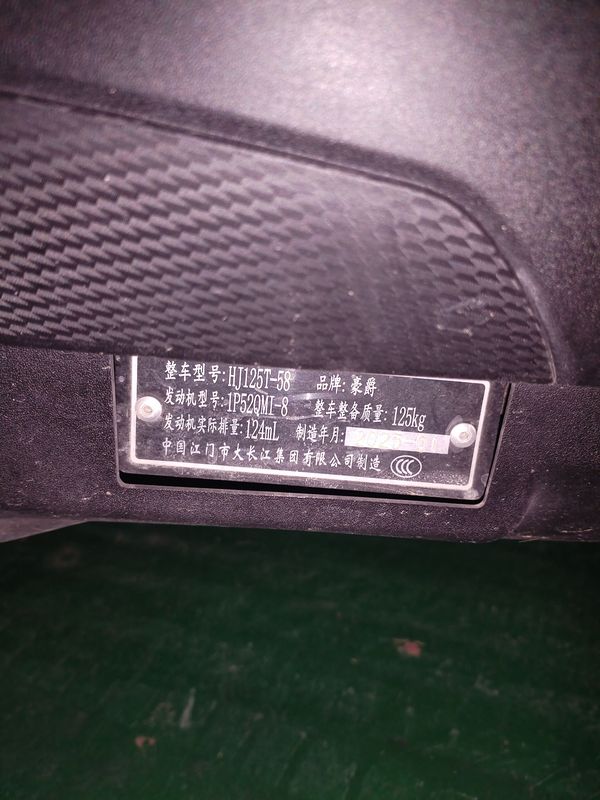 整车型号:HJ125T-58 品牌:豪爵
发动机型号:1P52QMI-8 整车整备质量:125kg
发动机实际排量:124mL 制造年月:
中国江门市大长江集团有限公司制造 CCC